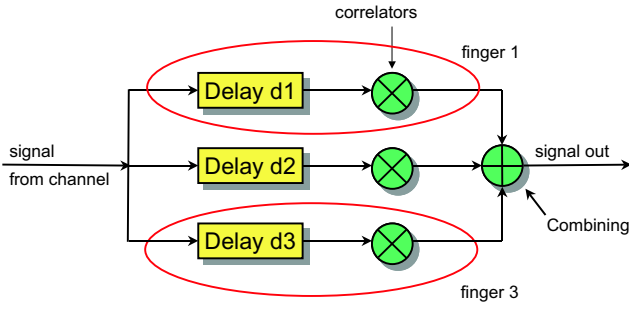 correlators
finger 1
Delay d1
signal
from channel
Delay d2
signal out
Combining
Delay d3
finger 3